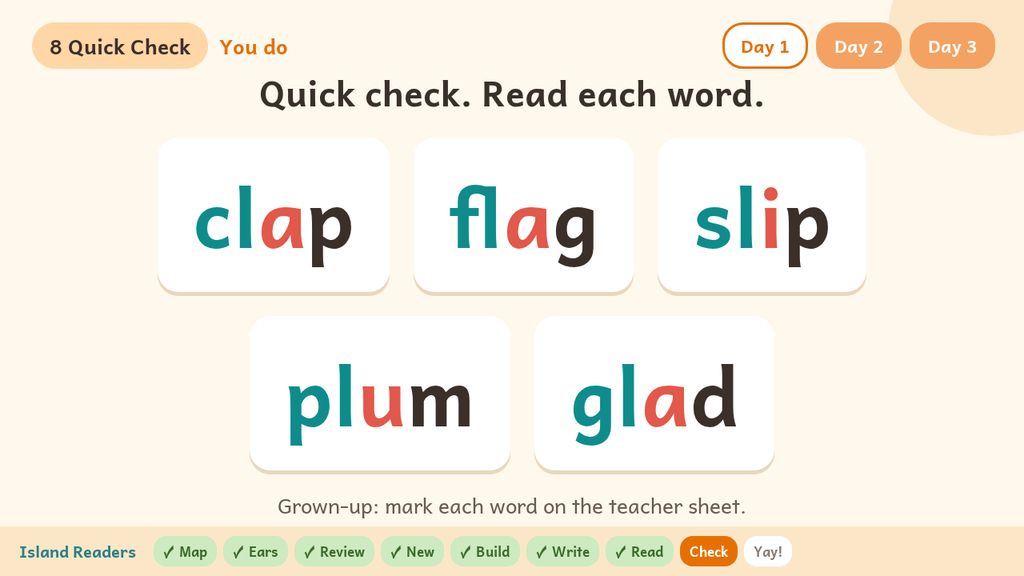 8 Quick Check You do Day 1 Day 2 Day 3
Quick check. Read each word.
clap flag slip
plum glad
Grown-up: mark each word on the teacher sheet.
Island Readers ✓ Map ✓ Ears ✓ Review ✓ New ✓ Build ✓ Write ✓ Read Check Yay!